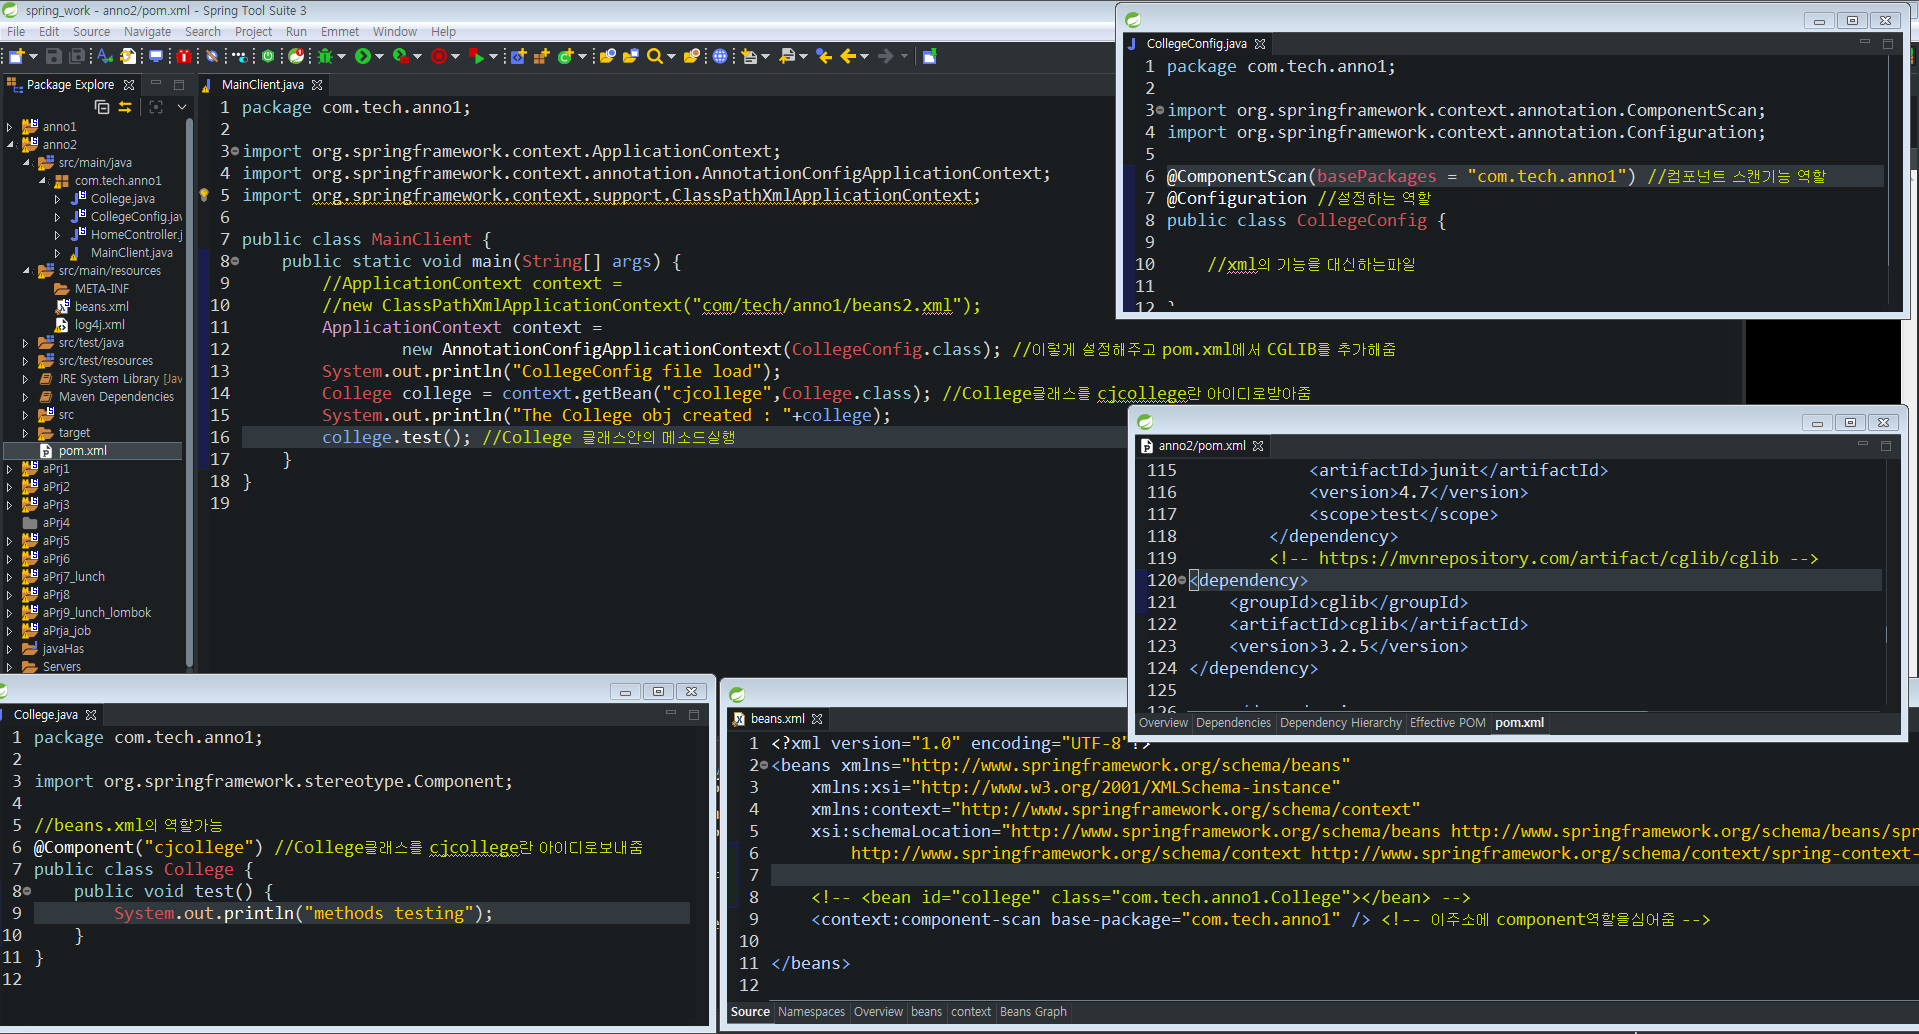 spring_work - anno2/pom.xml - Spring Tool Suite 3
File Edit Source Navigate Search Project Run Emmet Window Help
Package Explore
anno1
anno2
src/main/java
com.tech.anno1
College.java
CollegeConfig.jav
HomeController.j
MainClient.java
src/main/resources
META-INF
beans.xml
log4j.xml
src/test/java
src/test/resources
JRE System Library [Jav
Maven Dependencies
src
target
pom.xml
aPrj1
aPrj2
aPrj3
aPrj4
aPrj5
aPrj6
aPrj7_lunch
aPrj8
aPrj9_lunch_lombok
aPrja_job
javaHas
Servers
MainClient.java
1 package com.tech.anno1;
2
3 import org.springframework.context.ApplicationContext;
4 import org.springframework.context.annotation.AnnotationConfigApplicationContext;
5 import org.springframework.context.support.ClassPathXmlApplicationContext;
6
7 public class MainClient {
8 public static void main(String[] args) {
9 //ApplicationContext context =
10 //new ClassPathXmlApplicationContext("com/tech/anno1/beans2.xml");
11 ApplicationContext context =
12 new AnnotationConfigApplicationContext(CollegeConfig.class); //이렇게 설정해주고 pom.xml에서 CGLIB를 추가해줌
13 System.out.println("CollegeConfig file load");
14 College college = context.getBean("cjcollege",College.class); //College클래스를 cjcollege란 아이디로받아줌
15 System.out.println("The College obj created : "+college);
16 college.test(); //College 클래스안의 메소드실행
17 }
18 }
19
CollegeConfig.java
1 package com.tech.anno1;
2
3 import org.springframework.context.annotation.ComponentScan;
4 import org.springframework.context.annotation.Configuration;
5
6 @ComponentScan(basePackages = "com.tech.anno1") //컴포넌트 스캔기능 역할
7 @Configuration //설정하는 역할
8 public class CollegeConfig {
9
10 //xml의 기능을 대신하는파일
11
12 }
anno2/pom.xml
115 <artifactId>junit</artifactId>
116 <version>4.7</version>
117 <scope>test</scope>
118 </dependency>
119 <!-- https://mvnrepository.com/artifact/cglib/cglib -->
120 <dependency>
121 <groupId>cglib</groupId>
122 <artifactId>cglib</artifactId>
123 <version>3.2.5</version>
124 </dependency>
125
126
Overview Dependencies Dependency Hierarchy Effective POM pom.xml
College.java
1 package com.tech.anno1;
2
3 import org.springframework.stereotype.Component;
4
5 //beans.xml의 역할가능
6 @Component("cjcollege") //College클래스를 cjcollege란 아이디로보내줌
7 public class College {
8 public void test() {
9 System.out.println("methods testing");
10 }
11 }
12
beans.xml
1 <?xml version="1.0" encoding="UTF-8"?>
2 <beans xmlns="http://www.springframework.org/schema/beans"
3 xmlns:xsi="http://www.w3.org/2001/XMLSchema-instance"
4 xmlns:context="http://www.springframework.org/schema/context"
5 xsi:schemaLocation="http://www.springframework.org/schema/beans http://www.springframework.org/schema/beans/spr
6 http://www.springframework.org/schema/context http://www.springframework.org/schema/context/spring-context-
7
8 <!-- <bean id="college" class="com.tech.anno1.College"></bean> -->
9 <context:component-scan base-package="com.tech.anno1" /> <!-- 이주소에 component역할을심어줌 -->
10
11 </beans>
12
Source Namespaces Overview beans context Beans Graph